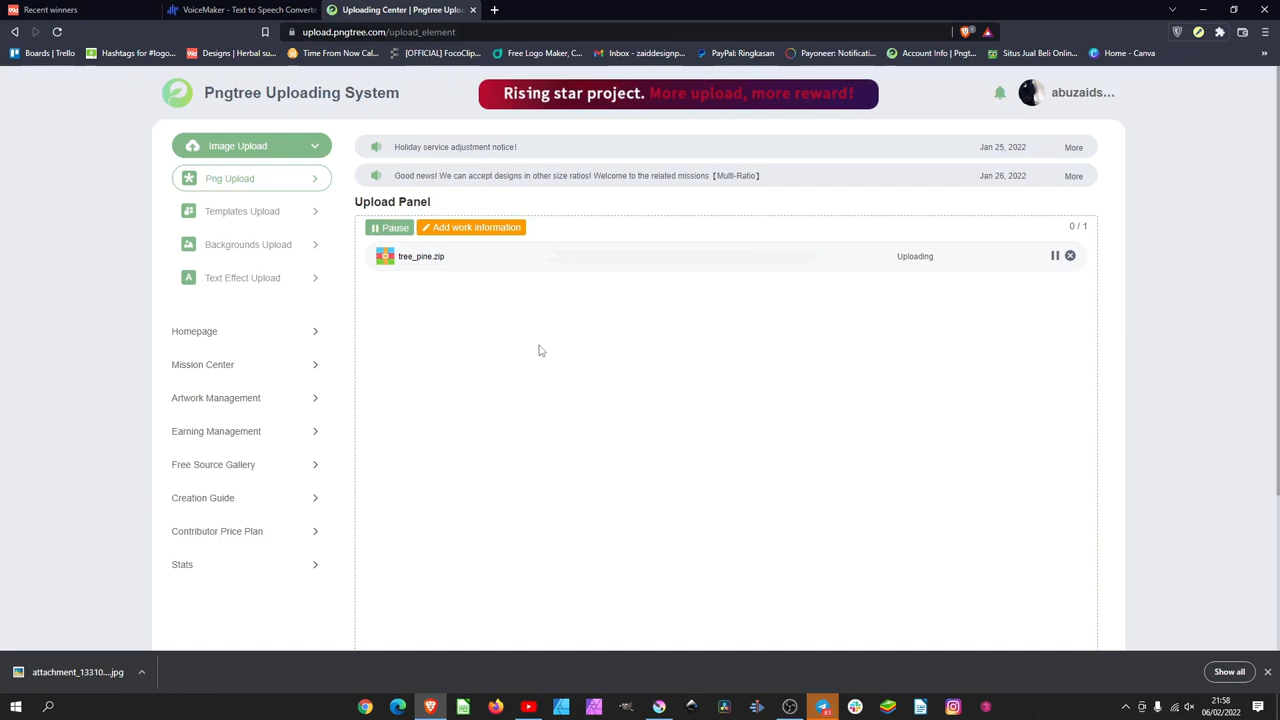 Recent winners
VoiceMaker - Text to Speech Converte
Uploading Center | Pngtree Uploa
upload.pngtree.com/upload_element
Boards | Trello
Hashtags for #logo...
Designs | Herbal su...
Time From Now Cal...
[OFFICIAL] FocoClip...
Free Logo Maker, C...
Inbox - zaiddesignp...
PayPal Ringkasan
Payoneer: Notificati...
Account Info | Pngt...
Situs Jual Beli Onlin...
Home - Canva
Pngtree Uploading System
Rising star project. More upload, more reward!
abuzaids...
Image Upload
Png Upload
Templates Upload
Backgrounds Upload
Text Effect Upload
Homepage
Mission Center
Artwork Management
Earning Management
Free Source Gallery
Creation Guide
Contributor Price Plan
Stats
Holiday service adjustment notice!
Jan 25, 2022
More
Good news! We can accept designs in other size ratios! Welcome to the related missions【Multi-Ratio】
Jan 26, 2022
More
Upload Panel
Pause
Add work information
0 / 1
tree_pine.zip
Uploading
attachment_13310....jpg
Show all
21:58
06/02/2022